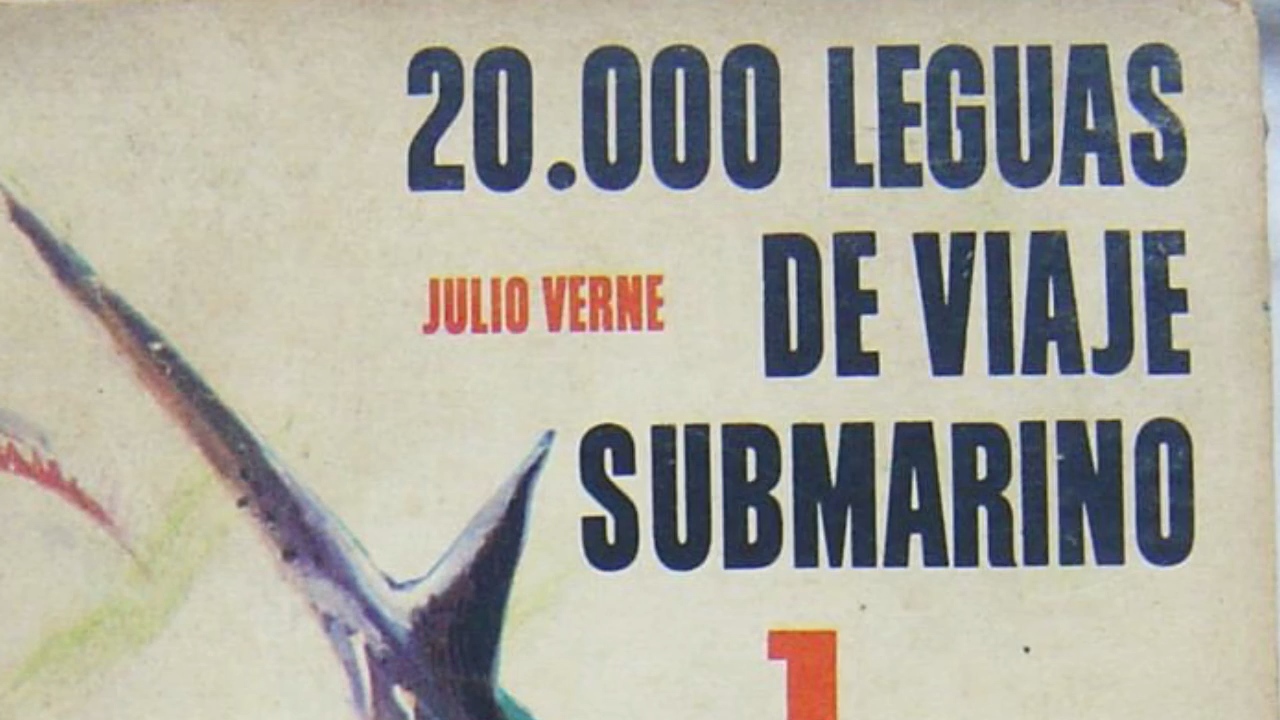 20.000 LEGUAS
DE VIAJE
JULIO VERNE
SUBMARINO
1